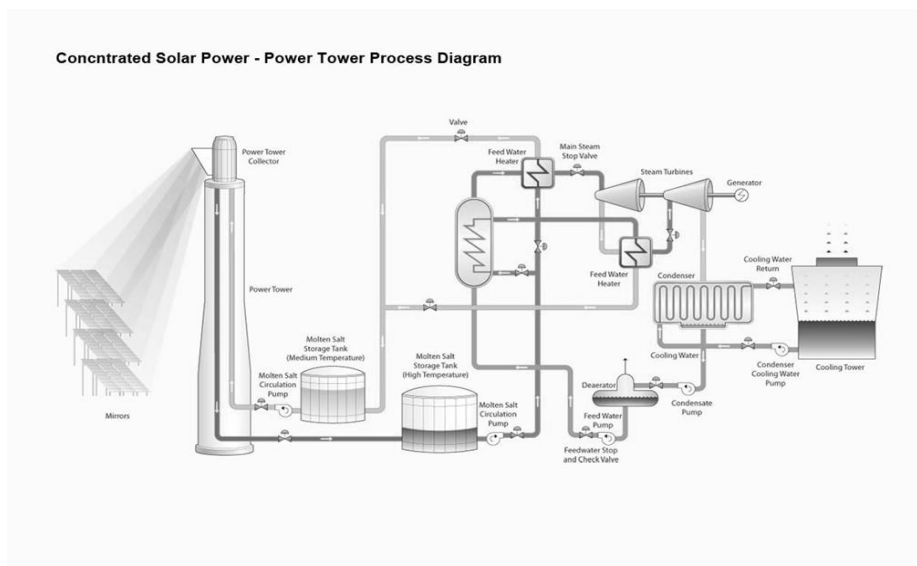 Concntrated Solar Power - Power Tower Process Diagram
Valve
Power Tower
Collector
Feed Water
Heater
Main Steam
Stop Valve
Steam Turbines
Generator
Power Tower
Feed Water
Heater
Condenser
Cooling Water
Return
Molten Salt
Storage Tank
(Medium Temperature)
Molten Salt
Storage Tank
(High Temperature)
Cooling Water
Condenser
Cooling Water
Pump
Cooling Tower
Molten Salt
Circulation
Pump
Mirrors
Molten Salt
Circulation
Pump
Deaerator
Condensate
Pump
Feed Water
Pump
Feedwater Stop
and Check Valve